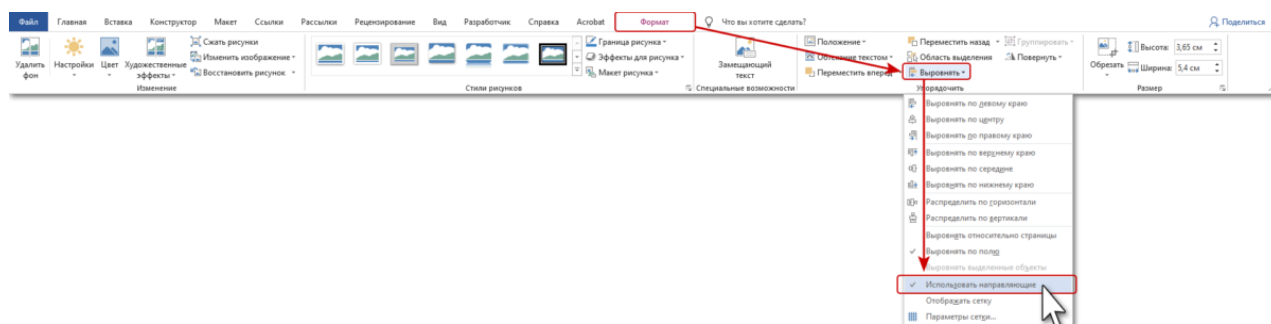 Файл Главная Вставка Конструктор Макет Ссылки Рассылки Рецензирование Вид Разработчик Справка Acrobat Формат Что вы хотите сделать? Поделиться
Удалить фон
Настройки
Цвет
Художественные эффекты
Сжать рисунки
Изменить изображение
Восстановить рисунок
Изменение
Граница рисунка
Эффекты для рисунка
Макет рисунка
Стили рисунков
Замещающий текст
Специальные возможности
Положение
Обтекание текстом
Переместить вперед
Переместить назад
Область выделения
Выровнять
Группировать
Повернуть
Упорядочить
Обрезать
Высота: 3,65 см
Ширина: 5,4 см
Размер
Выровнять по левому краю
Выровнять по центру
Выровнять по правому краю
Выровнять по верхнему краю
Выровнять по середине
Выровнять по нижнему краю
Распределить по горизонтали
Распределить по вертикали
Выровнять относительно страницы
Выровнять по полю
Выровнять выделенные объекты
Использовать направляющие
Отображать сетку
Параметры сетки...